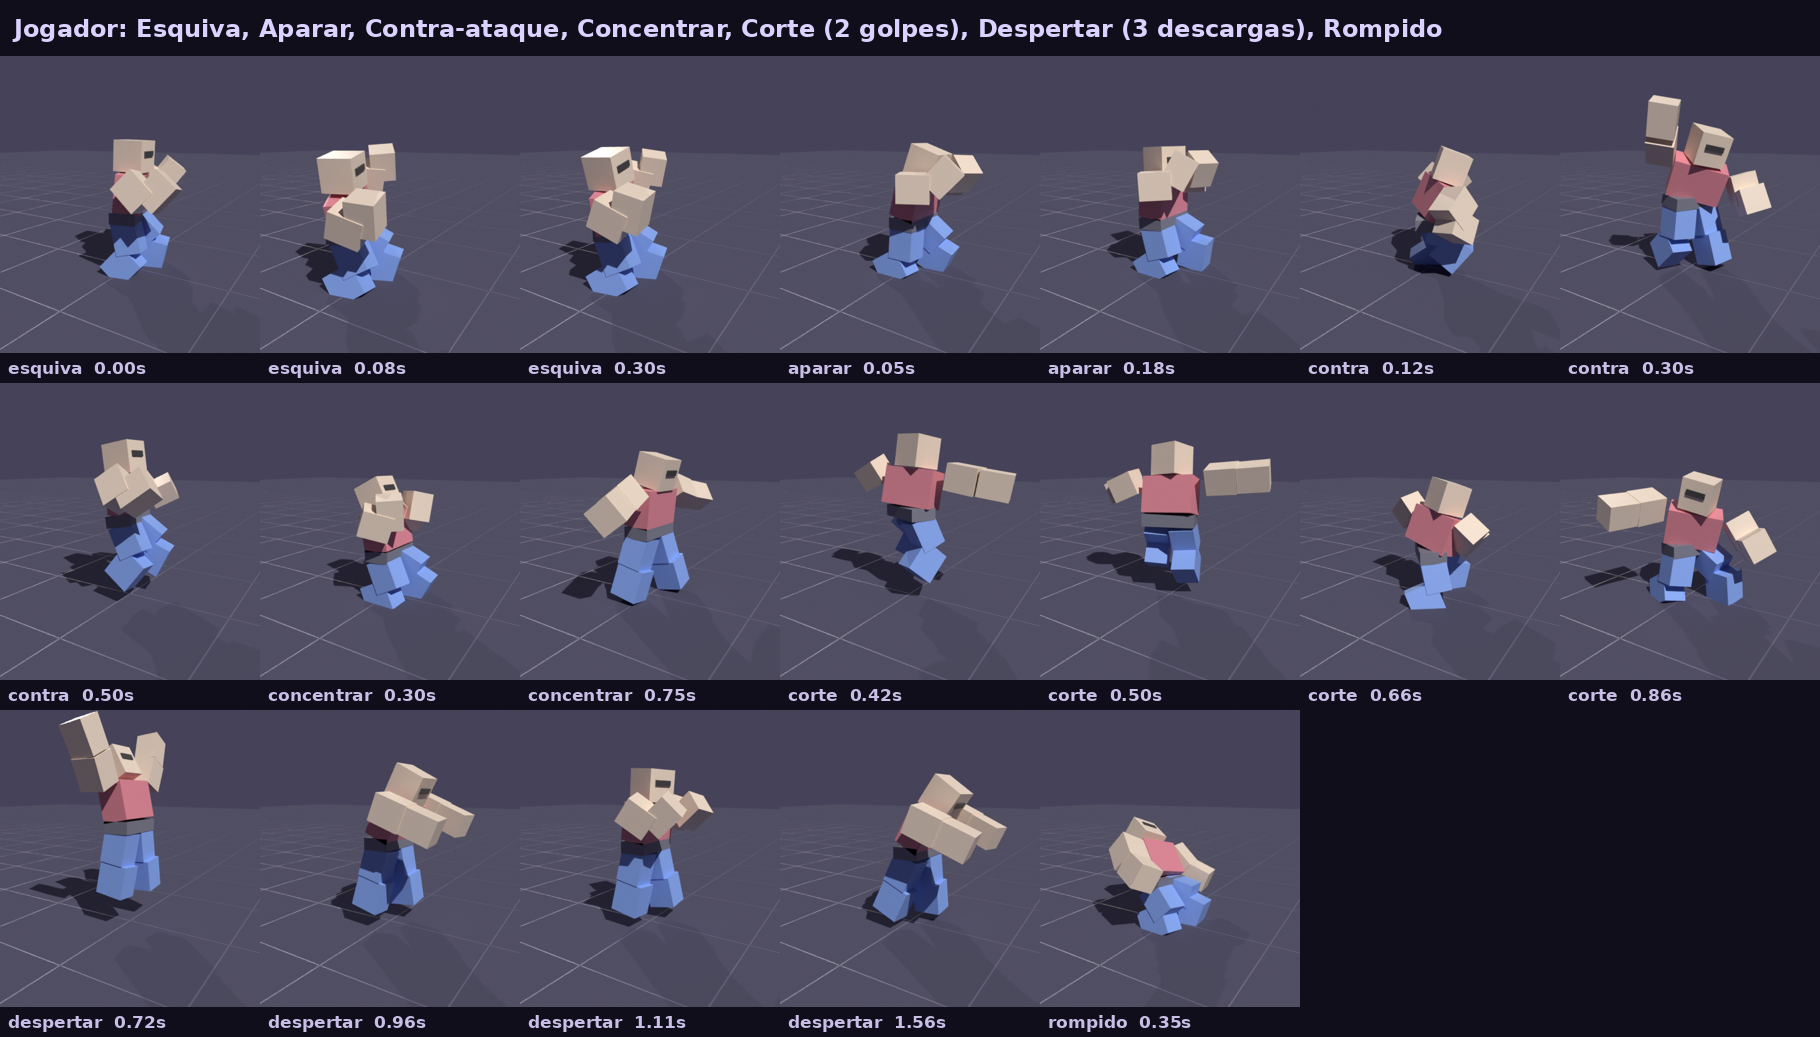 Jogador: Esquiva, Aparar, Contra-ataque, Concentrar, Corte (2 golpes), Despertar (3 descargas), Rompido
esquiva 0.00s
esquiva 0.08s
esquiva 0.30s
aparar 0.05s
aparar 0.18s
contra 0.12s
contra 0.30s
contra 0.50s
concentrar 0.30s
concentrar 0.75s
corte 0.42s
corte 0.50s
corte 0.66s
corte 0.86s
despertar 0.72s
despertar 0.96s
despertar 1.11s
despertar 1.56s
rompido 0.35s